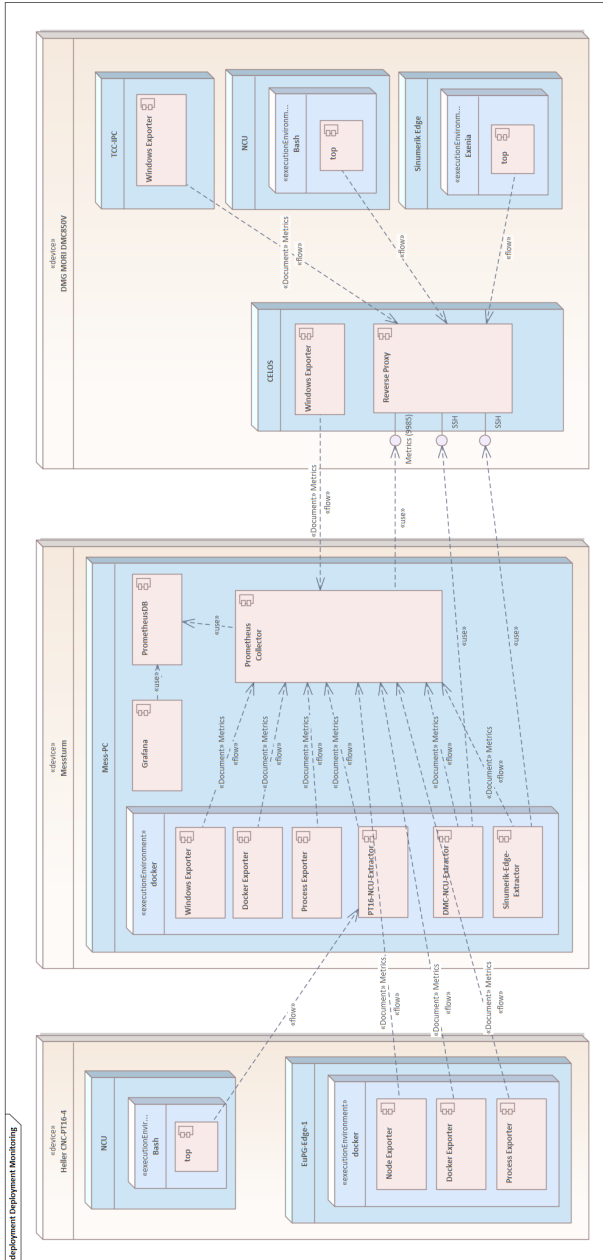 deployment Deployment Monitoring
«device»
Heller CNC-PT16-4
NCU
«executionEnvir...
Bash
top
EuPG-Edge-1
«executionEnvironment»
docker
Node Exporter
Docker Exporter
Process Exporter
«flow»
«Document» Metrics
«flow»
«Document» Metrics
«flow»
«Document» Metrics
«flow»
«device»
Messturm
Mess-PC
«executionEnvironment»
docker
Windows Exporter
Docker Exporter
Process Exporter
PT16-NCU-Extractor
DMC-NCU-Extractor
Sinumerik-Edge-
Extractor
Grafana
«use»
PrometheusDB
«use»
Prometheus
Collector
«Document» Metrics
«flow»
«Document» Metrics
«flow»
«Document» Metrics
«flow»
«Document» Metrics
«flow»
«Document» Metrics
«flow»
«Document» Metrics
«flow»
«Document» Metrics
«flow»
«use»
«use»
«use»
«device»
DMG MORI DMC850V
CELOS
Windows Exporter
Reverse Proxy
Metrics (9985)
SSH
SSH
«Document» Metrics
«flow»
«flow»
«flow»
TCC-IPC
Windows Exporter
NCU
«executionEnvironm...
Bash
top
Sinumerik Edge
«executionEnvironm...
Exenia
top